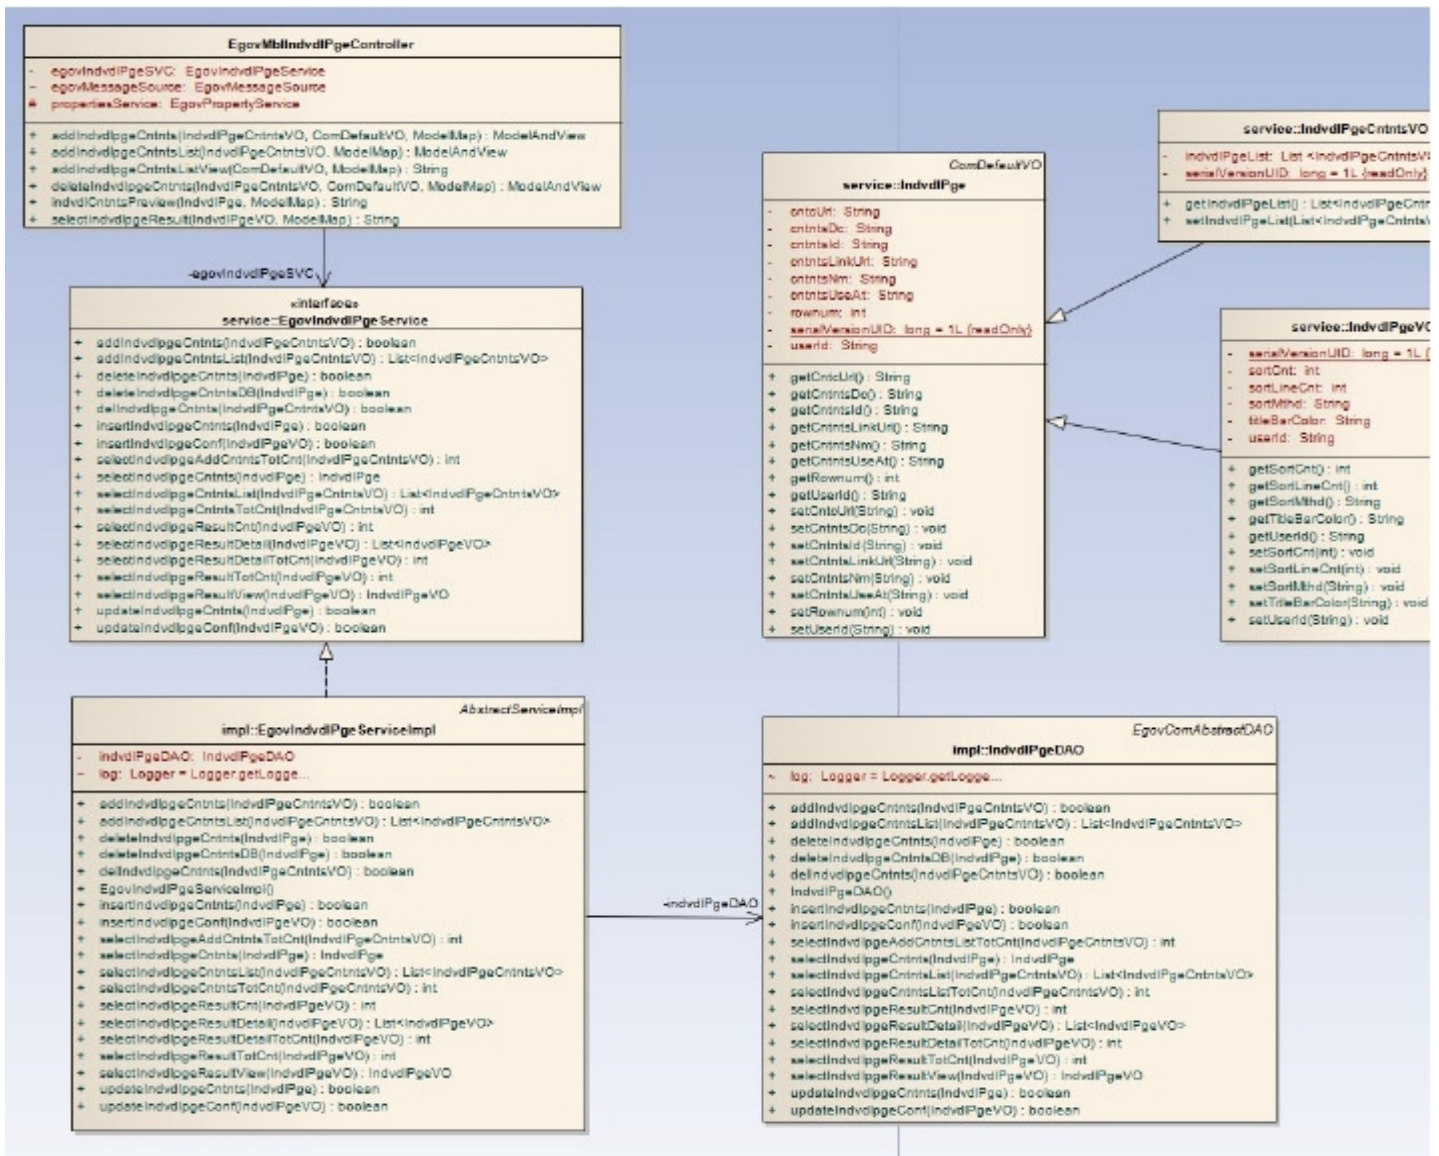 EgovMblIndvdlPgeController
- egovIndvdlPgeSVC: EgovIndvdlPgeService
~ egovMessageSource: EgovMessageSource
# propertiesService: EgovPropertyService
+ addIndvdlpgeCntnts(IndvdlPgeCntntsVO, ComDefaultVO, ModelMap) : ModelAndView
+ addIndvdlpgeCntntsList(IndvdlPgeCntntsVO, ModelMap) : ModelAndView
+ addIndvdlpgeCntntsListView(ComDefaultVO, ModelMap) : String
+ deleteIndvdlpgeCntnts(IndvdlPgeCntntsVO, ComDefaultVO, ModelMap) : ModelAndView
+ indvdlCntntsPreview(IndvdlPge, ModelMap) : String
+ selectIndvdlpgeResult(IndvdlPgeVO, ModelMap) : String
-egovIndvdlPgeSVC
«interface»
service::EgovIndvdlPgeService
+ addIndvdlpgeCntnts(IndvdlPgeCntntsVO) : boolean
+ addIndvdlpgeCntntsList(IndvdlPgeCntntsVO) : List<IndvdlPgeCntntsVO>
+ deleteIndvdlpgeCntnts(IndvdlPge) : boolean
+ deleteIndvdlpgeCntntsDB(IndvdlPge) : boolean
+ delIndvdlpgeCntnts(IndvdlPgeCntntsVO) : boolean
+ insertIndvdlpgeCntnts(IndvdlPge) : boolean
+ insertIndvdlpgeConf(IndvdlPgeVO) : boolean
+ selectIndvdlpgeAddCntntsTotCnt(IndvdlPgeCntntsVO) : int
+ selectIndvdlpgeCntnts(IndvdlPge) : IndvdlPge
+ selectIndvdlpgeCntntsList(IndvdlPgeCntntsVO) : List<IndvdlPgeCntntsVO>
+ selectIndvdlpgeCntntsTotCnt(IndvdlPgeCntntsVO) : int
+ selectIndvdlpgeResultCnt(IndvdlPgeVO) : int
+ selectIndvdlpgeResultDetail(IndvdlPgeVO) : List<IndvdlPgeVO>
+ selectIndvdlpgeResultDetailTotCnt(IndvdlPgeVO) : int
+ selectIndvdlpgeResultTotCnt(IndvdlPgeVO) : int
+ selectIndvdlpgeResultView(IndvdlPgeVO) : IndvdlPgeVO
+ updateIndvdlpgeCntnts(IndvdlPge) : boolean
+ updateIndvdlpgeConf(IndvdlPgeVO) : boolean
ComDefaultVO
service::IndvdlPge
- cntcUrl: String
- cntntsDc: String
- cntntsId: String
- cntntsLinkUrl: String
- cntntsNm: String
- cntntsUseAt: String
- rownum: int
- serialVersionUID: long = 1L {readOnly}
- userId: String
+ getCntcUrl() : String
+ getCntntsDc() : String
+ getCntntsId() : String
+ getCntntsLinkUrl() : String
+ getCntntsNm() : String
+ getCntntsUseAt() : String
+ getRownum() : int
+ getUserId() : String
+ setCntcUrl(String) : void
+ setCntntsDc(String) : void
+ setCntntsId(String) : void
+ setCntntsLinkUrl(String) : void
+ setCntntsNm(String) : void
+ setCntntsUseAt(String) : void
+ setRownum(int) : void
+ setUserId(String) : void
service::IndvdlPgeCntntsVO
- indvdlPgeList: List <IndvdlPgeCntntsV
- serialVersionUID: long = 1L {readOnly}
+ getIndvdlPgeList() : List<IndvdlPgeCntn
+ setIndvdlPgeList(List<IndvdlPgeCntntsV
service::IndvdlPgeVO
- serialVersionUID: long = 1L {
- sortCnt: int
- sortLineCnt: int
- sortMthd: String
- titleBarColor: String
- userId: String
+ getSortCnt() : int
+ getSortLineCnt() : int
+ getSortMthd() : String
+ getTitleBarColor() : String
+ getUserId() : String
+ setSortCnt(int) : void
+ setSortLineCnt(int) : void
+ setSortMthd(String) : void
+ setTitleBarColor(String) : void
+ setUserId(String) : void
AbstractServiceImpl
impl::EgovIndvdlPgeServiceImpl
- indvdlPgeDAO: IndvdlPgeDAO
~ log: Logger = Logger.getLogge...
+ addIndvdlpgeCntnts(IndvdlPgeCntntsVO) : boolean
+ addIndvdlpgeCntntsList(IndvdlPgeCntntsVO) : List<IndvdlPgeCntntsVO>
+ deleteIndvdlpgeCntnts(IndvdlPge) : boolean
+ deleteIndvdlpgeCntntsDB(IndvdlPge) : boolean
+ delIndvdlpgeCntnts(IndvdlPgeCntntsVO) : boolean
+ EgovIndvdlPgeServiceImpl()
+ insertIndvdlpgeCntnts(IndvdlPge) : boolean
+ insertIndvdlpgeConf(IndvdlPgeVO) : boolean
+ selectIndvdlpgeAddCntntsTotCnt(IndvdlPgeCntntsVO) : int
+ selectIndvdlpgeCntnts(IndvdlPge) : IndvdlPge
+ selectIndvdlpgeCntntsList(IndvdlPgeCntntsVO) : List<IndvdlPgeCntntsVO>
+ selectIndvdlpgeCntntsTotCnt(IndvdlPgeCntntsVO) : int
+ selectIndvdlpgeResultCnt(IndvdlPgeVO) : int
+ selectIndvdlpgeResultDetail(IndvdlPgeVO) : List<IndvdlPgeVO>
+ selectIndvdlpgeResultDetailTotCnt(IndvdlPgeVO) : int
+ selectIndvdlpgeResultTotCnt(IndvdlPgeVO) : int
+ selectIndvdlpgeResultView(IndvdlPgeVO) : IndvdlPgeVO
+ updateIndvdlpgeCntnts(IndvdlPge) : boolean
+ updateIndvdlpgeConf(IndvdlPgeVO) : boolean
-indvdlPgeDAO
EgovComAbstractDAO
impl::IndvdlPgeDAO
~ log: Logger = Logger.getLogge...
+ addIndvdlpgeCntnts(IndvdlPgeCntntsVO) : boolean
+ addIndvdlpgeCntntsList(IndvdlPgeCntntsVO) : List<IndvdlPgeCntntsVO>
+ deleteIndvdlpgeCntnts(IndvdlPge) : boolean
+ deleteIndvdlpgeCntntsDB(IndvdlPge) : boolean
+ delIndvdlpgeCntnts(IndvdlPgeCntntsVO) : boolean
+ IndvdlPgeDAO()
+ insertIndvdlpgeCntnts(IndvdlPge) : boolean
+ insertIndvdlpgeConf(IndvdlPgeVO) : boolean
+ selectIndvdlpgeAddCntntsListTotCnt(IndvdlPgeCntntsVO) : int
+ selectIndvdlpgeCntnts(IndvdlPge) : IndvdlPge
+ selectIndvdlpgeCntntsList(IndvdlPgeCntntsVO) : List<IndvdlPgeCntntsVO>
+ selectIndvdlpgeCntntsListTotCnt(IndvdlPgeCntntsVO) : int
+ selectIndvdlpgeResultCnt(IndvdlPgeVO) : int
+ selectIndvdlpgeResultDetail(IndvdlPgeVO) : List<IndvdlPgeVO>
+ selectIndvdlpgeResultDetailTotCnt(IndvdlPgeVO) : int
+ selectIndvdlpgeResultTotCnt(IndvdlPgeVO) : int
+ selectIndvdlpgeResultView(IndvdlPgeVO) : IndvdlPgeVO
+ updateIndvdlpgeCntnts(IndvdlPge) : boolean
+ updateIndvdlpgeConf(IndvdlPgeVO) : boolean